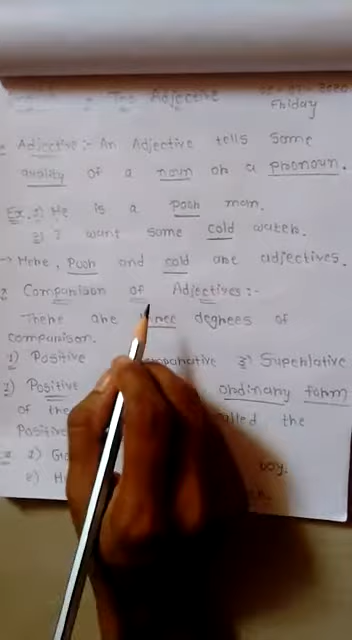 The Adjective
Friday
* Adjective :- An Adjective tells some
quality of a noun or a pronoun.
Ex. 1) He is a poor man.
2) I want some cold water.
→ Here, Poor and cold are adjectives.
* Comparison of Adjectives :-
There are three degrees of
comparison.
1) Positive Comparative 3) Superlative
1) Positive ordinary form
of the called the
Positive
boy.